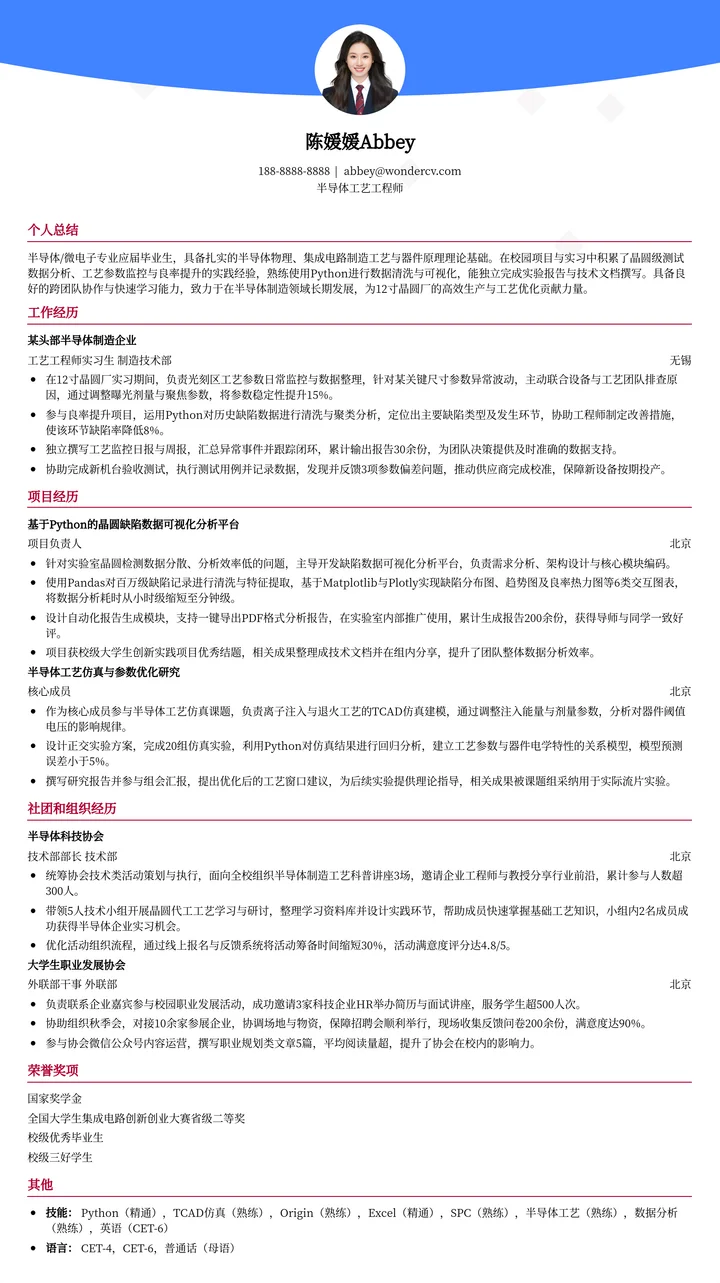 陈媛媛Abbey
188-8888-8888 | abbey@wondercv.com
半导体工艺工程师
个人总结
半导体/微电子专业应届毕业生，具备扎实的半导体物理、集成电路制造工艺与器件原理理论基础。在校园项目与实习中积累了晶圆级测试
数据分析、工艺参数监控与良率提升的实践经验，熟练使用Python进行数据清洗与可视化，能独立完成实验报告与技术文档撰写。具备良
好的跨团队协作与快速学习能力，致力于在半导体制造领域长期发展，为12寸晶圆厂的高效生产与工艺优化贡献力量。
工作经历
某头部半导体制造企业
工艺工程师实习生 制造技术部 无锡
● 在12寸晶圆厂实习期间，负责光刻区工艺参数日常监控与数据整理，针对某关键尺寸参数异常波动，主动联合设备与工艺团队排查原
因，通过调整曝光剂量与聚焦参数，将参数稳定性提升15%。
● 参与良率提升项目，运用Python对历史缺陷数据进行清洗与聚类分析，定位出主要缺陷类型及发生环节，协助工程师制定改善措施，
使该环节缺陷率降低8%。
● 独立撰写工艺监控日报与周报，汇总异常事件并跟踪闭环，累计输出报告30余份，为团队决策提供及时准确的数据支持。
● 协助完成新机台验收测试，执行测试用例并记录数据，发现并反馈3项参数偏差问题，推动供应商完成校准，保障新设备按期投产。
项目经历
基于Python的晶圆缺陷数据可视化分析平台
项目负责人 北京
● 针对实验室晶圆检测数据分散、分析效率低的问题，主导开发缺陷数据可视化分析平台，负责需求分析、架构设计与核心模块编码。
● 使用Pandas对百万级缺陷记录进行清洗与特征提取，基于Matplotlib与Plotly实现缺陷分布图、趋势图及良率热力图等6类交互图表，
将数据分析耗时从小时级缩短至分钟级。
● 设计自动化报告生成模块，支持一键导出PDF格式分析报告，在实验室内部推广使用，累计生成报告200余份，获得导师与同学一致好
评。
● 项目获校级大学生创新实践项目优秀结题，相关成果整理成技术文档并在组内分享，提升了团队整体数据分析效率。
半导体工艺仿真与参数优化研究
核心成员 北京
● 作为核心成员参与半导体工艺仿真课题，负责离子注入与退火工艺的TCAD仿真建模，通过调整注入能量与剂量参数，分析对器件阈值
电压的影响规律。
● 设计正交实验方案，完成20组仿真实验，利用Python对仿真结果进行回归分析，建立工艺参数与器件电学特性的关系模型，模型预测
误差小于5%。
● 撰写研究报告并参与组会汇报，提出优化后的工艺窗口建议，为后续实验提供理论指导，相关成果被课题组采纳用于实际流片实验。
社团和组织经历
半导体科技协会
技术部部长 技术部 北京
● 统筹协会技术类活动策划与执行，面向全校组织半导体制造工艺科普讲座3场，邀请企业工程师与教授分享行业前沿，累计参与人数超
300人。
● 带领5人技术小组开展晶圆代工工艺学习与研讨，整理学习资料库并设计实践环节，帮助成员快速掌握基础工艺知识，小组内2名成员成
功获得半导体企业实习机会。
● 优化活动组织流程，通过线上报名与反馈系统将活动筹备时间缩短30%，活动满意度评分达4.8/5。
大学生职业发展协会
外联部干事 外联部 北京
● 负责联系企业嘉宾参与校园职业发展活动，成功邀请3家科技企业HR举办简历与面试讲座，服务学生超500人次。
● 协助组织秋季会，对接10余家参展企业，协调场地与物资，保障招聘会顺利举行，现场收集反馈问卷200余份，满意度达90%。
● 参与协会微信公众号内容运营，撰写职业规划类文章5篇，平均阅读量超，提升了协会在校内的影响力。
荣誉奖项
国家奖学金
全国大学生集成电路创新创业大赛省级二等奖
校级优秀毕业生
校级三好学生
其他
● 技能： Python（精通），TCAD仿真（熟练），Origin（熟练），Excel（精通），SPC（熟练），半导体工艺（熟练），数据分析
（熟练），英语（CET-6）
● 语言： CET-4，CET-6，普通话（母语）